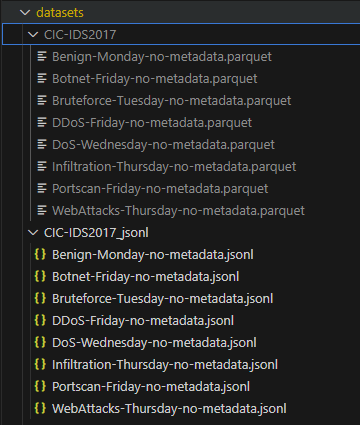 datasets
CIC-IDS2017
Benign-Monday-no-metadata.parquet
Botnet-Friday-no-metadata.parquet
Bruteforce-Tuesday-no-metadata.parquet
DDoS-Friday-no-metadata.parquet
DoS-Wednesday-no-metadata.parquet
Infiltration-Thursday-no-metadata.parquet
Portscan-Friday-no-metadata.parquet
WebAttacks-Thursday-no-metadata.parquet
CIC-IDS2017_jsonl
{} Benign-Monday-no-metadata.jsonl
{} Botnet-Friday-no-metadata.jsonl
{} Bruteforce-Tuesday-no-metadata.jsonl
{} DDoS-Friday-no-metadata.jsonl
{} DoS-Wednesday-no-metadata.jsonl
{} Infiltration-Thursday-no-metadata.jsonl
{} Portscan-Friday-no-metadata.jsonl
{} WebAttacks-Thursday-no-metadata.jsonl